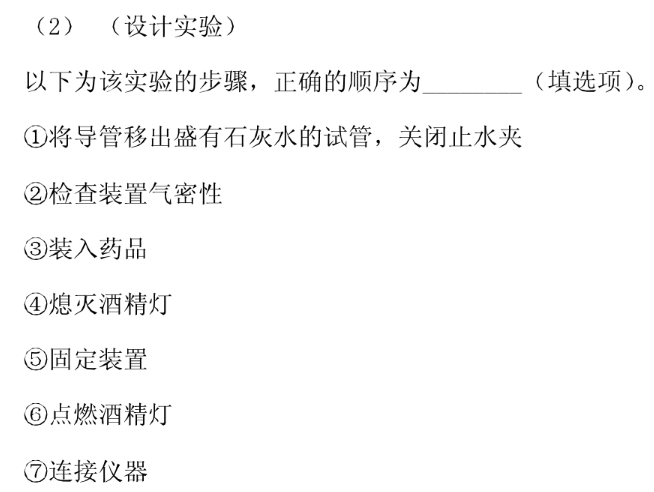 （2） （设计实验）
以下为该实验的步骤，正确的顺序为________（填选项）。
①将导管移出盛有石灰水的试管，关闭止水夹
②检查装置气密性
③装入药品
④熄灭酒精灯
⑤固定装置
⑥点燃酒精灯
⑦连接仪器